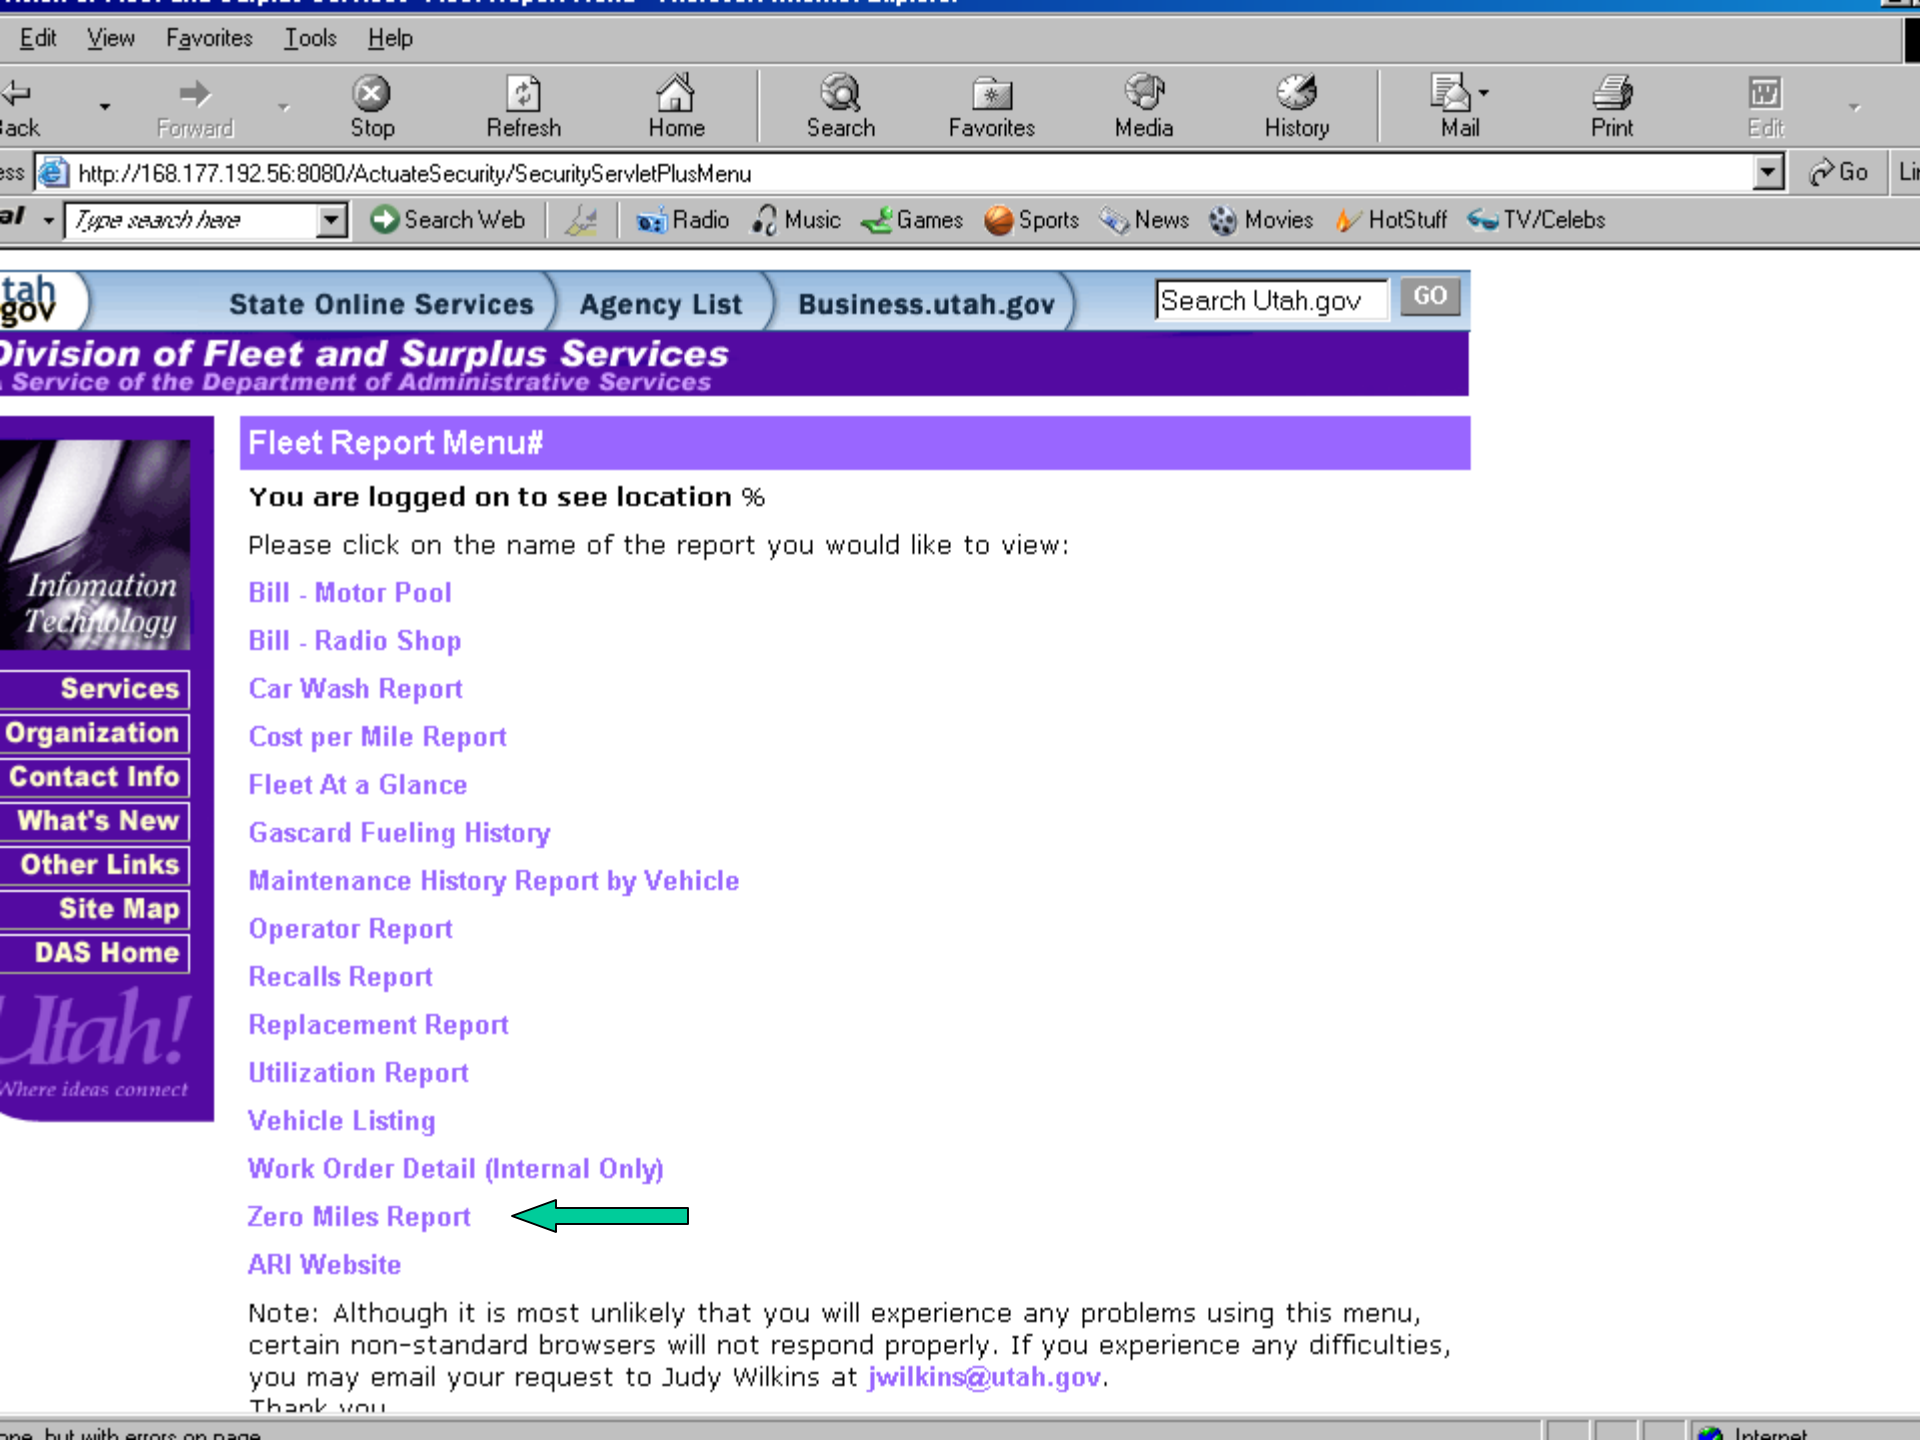 Edit View Favorites Tools Help
Forward Stop Refresh Home Search Favorites Media History Mail Print Edit
http://168.177.192.56:8080/ActuateSecurity/SecurityServletPlusMenu Go
Type search here Search Web Radio Music Games Sports News Movies HotStuff TV/Celebs
State Online Services Agency List Business.utah.gov Search Utah.gov GO
tah
gov
Division of Fleet and Surplus Services
A Service of the Department of Administrative Services
Infomation
Technology
Services
Organization
Contact Info
What's New
Other Links
Site Map
DAS Home
Utah!
Where ideas connect
Fleet Report Menu#
You are logged on to see location %
Please click on the name of the report you would like to view:
Bill - Motor Pool
Bill - Radio Shop
Car Wash Report
Cost per Mile Report
Fleet At a Glance
Gascard Fueling History
Maintenance History Report by Vehicle
Operator Report
Recalls Report
Replacement Report
Utilization Report
Vehicle Listing
Work Order Detail (Internal Only)
Zero Miles Report
ARI Website
Note: Although it is most unlikely that you will experience any problems using this menu,
certain non-standard browsers will not respond properly. If you experience any difficulties,
you may email your request to Judy Wilkins at jwilkins@utah.gov.
Thank you
but with errors on page Internet